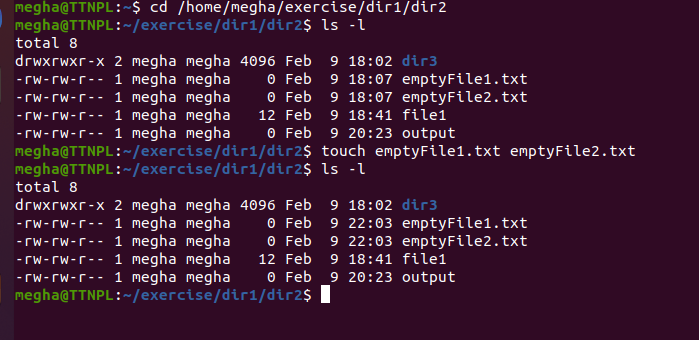 megha@TTNPL:~$ cd /home/megha/exercise/dir1/dir2
megha@TTNPL:~/exercise/dir1/dir2$ ls -l
total 8
drwxrwxr-x 2 megha megha 4096 Feb  9 18:02 dir3
-rw-rw-r-- 1 megha megha    0 Feb  9 18:07 emptyFile1.txt
-rw-rw-r-- 1 megha megha    0 Feb  9 18:07 emptyFile2.txt
-rw-rw-r-- 1 megha megha   12 Feb  9 18:41 file1
-rw-rw-r-- 1 megha megha    0 Feb  9 20:23 output
megha@TTNPL:~/exercise/dir1/dir2$ touch emptyFile1.txt emptyFile2.txt
megha@TTNPL:~/exercise/dir1/dir2$ ls -l
total 8
drwxrwxr-x 2 megha megha 4096 Feb  9 18:02 dir3
-rw-rw-r-- 1 megha megha    0 Feb  9 22:03 emptyFile1.txt
-rw-rw-r-- 1 megha megha    0 Feb  9 22:03 emptyFile2.txt
-rw-rw-r-- 1 megha megha   12 Feb  9 18:41 file1
-rw-rw-r-- 1 megha megha    0 Feb  9 20:23 output
megha@TTNPL:~/exercise/dir1/dir2$